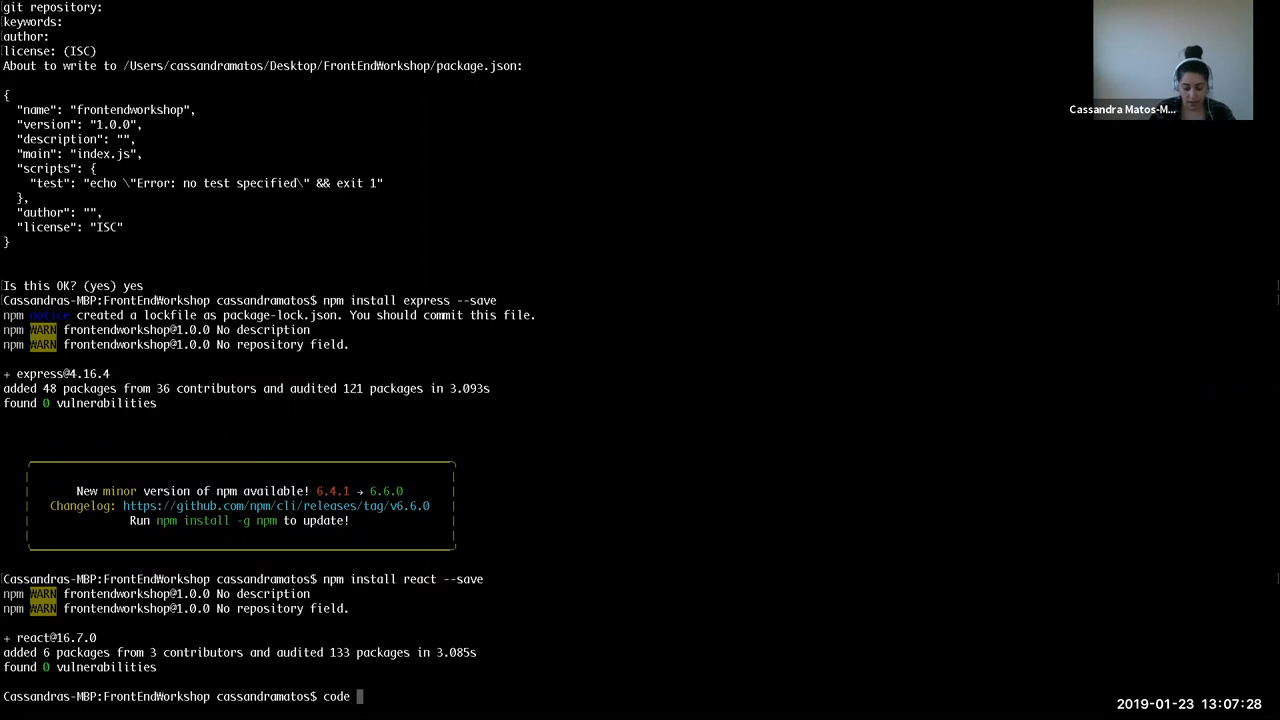 git repository:
keywords:
author:
license: (ISC)
About to write to /Users/cassandramatos/Desktop/FrontEndWorkshop/package.json:
{
"name": "frontendworkshop",
"version": "1.0.0",
"description": "",
"main": "index.js",
"scripts": {
"test": "echo \"Error: no test specified\" && exit 1"
},
"author": "",
"license": "ISC"
}
Is this OK? (yes) yes
Cassandras-MBP:FrontEndWorkshop cassandramatos$ npm install express --save
npm notice created a lockfile as package-lock.json. You should commit this file.
npm WARN frontendworkshop@1.0.0 No description
npm WARN frontendworkshop@1.0.0 No repository field.
+ express@4.16.4
added 48 packages from 36 contributors and audited 121 packages in 3.093s
found 0 vulnerabilities
New minor version of npm available! 6.4.1 → 6.6.0
Changelog: https://github.com/npm/cli/releases/tag/v6.6.0
Run npm install -g npm to update!
Cassandras-MBP:FrontEndWorkshop cassandramatos$ npm install react --save
npm WARN frontendworkshop@1.0.0 No description
npm WARN frontendworkshop@1.0.0 No repository field.
+ react@16.7.0
added 6 packages from 3 contributors and audited 133 packages in 3.085s
found 0 vulnerabilities
Cassandras-MBP:FrontEndWorkshop cassandramatos$ code
Cassandra Matos-M...
2019-01-23 13:07:28